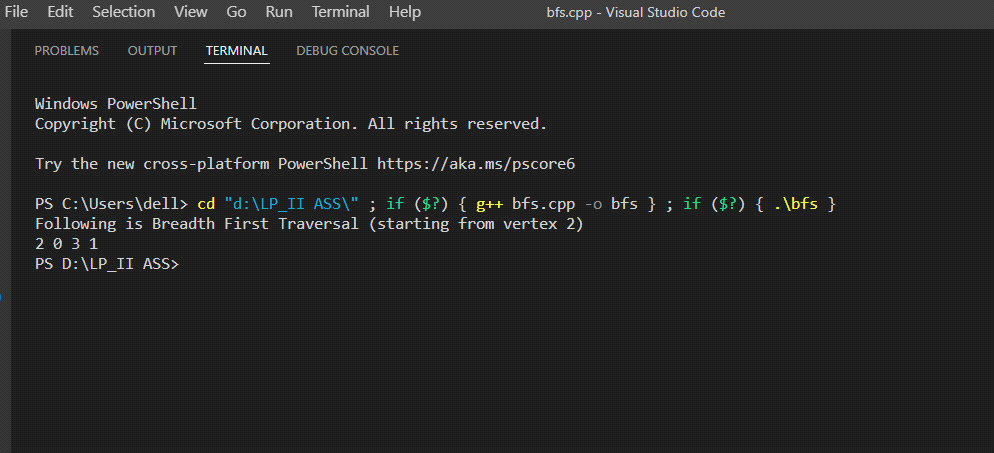 File Edit Selection View Go Run Terminal Help bfs.cpp - Visual Studio Code
PROBLEMS OUTPUT TERMINAL DEBUG CONSOLE
Windows PowerShell
Copyright (C) Microsoft Corporation. All rights reserved.
Try the new cross-platform PowerShell https://aka.ms/pscore6
PS C:\Users\dell> cd "d:\LP_II ASS\" ; if ($?) { g++ bfs.cpp -o bfs } ; if ($?) { .\bfs }
Following is Breadth First Traversal (starting from vertex 2)
2 0 3 1
PS D:\LP_II ASS>